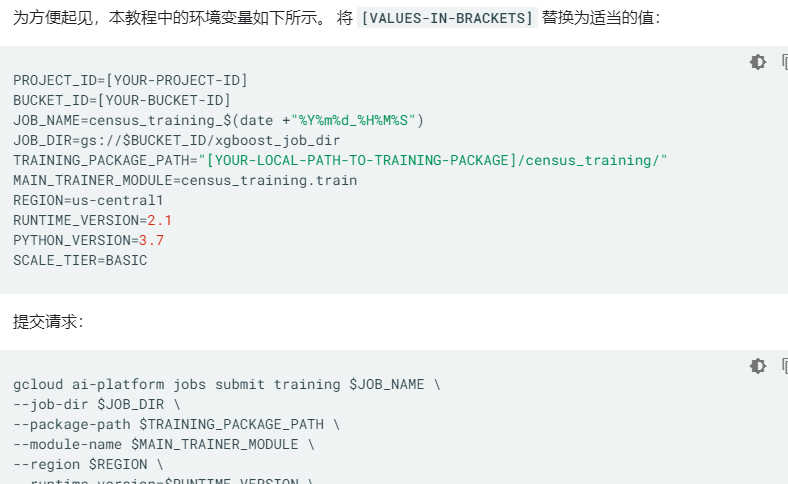 为方便起见，本教程中的环境变量如下所示。 将 [VALUES-IN-BRACKETS] 替换为适当的值：
PROJECT_ID=[YOUR-PROJECT-ID]
BUCKET_ID=[YOUR-BUCKET-ID]
JOB_NAME=census_training_$(date +"%Y%m%d_%H%M%S")
JOB_DIR=gs://$BUCKET_ID/xgboost_job_dir
TRAINING_PACKAGE_PATH="[YOUR-LOCAL-PATH-TO-TRAINING-PACKAGE]/census_training/"
MAIN_TRAINER_MODULE=census_training.train
REGION=us-central1
RUNTIME_VERSION=2.1
PYTHON_VERSION=3.7
SCALE_TIER=BASIC
提交请求：
gcloud ai-platform jobs submit training $JOB_NAME \
--job-dir $JOB_DIR \
--package-path $TRAINING_PACKAGE_PATH \
--module-name $MAIN_TRAINER_MODULE \
--region $REGION \
--runtime-version=$RUNTIME_VERSION \